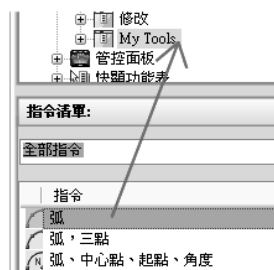 修改
My Tools
管控面板
快顯功能表
指令清單:
全部指令
指令
弧
弧，三點
弧、中心點、起點、角度